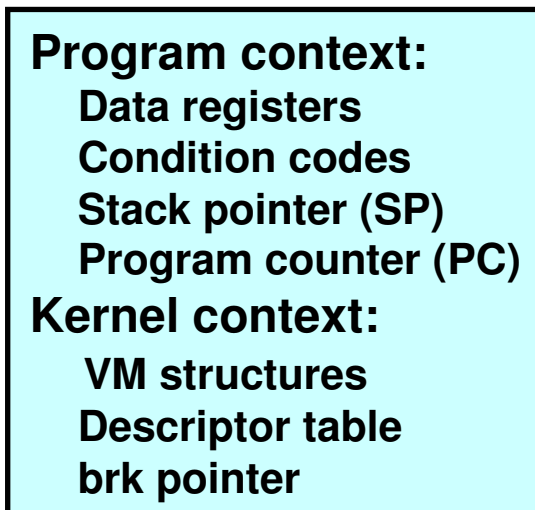 Program context:
Data registers
Condition codes
Stack pointer (SP)
Program counter (PC)
Kernel context:
VM structures
Descriptor table
brk pointer